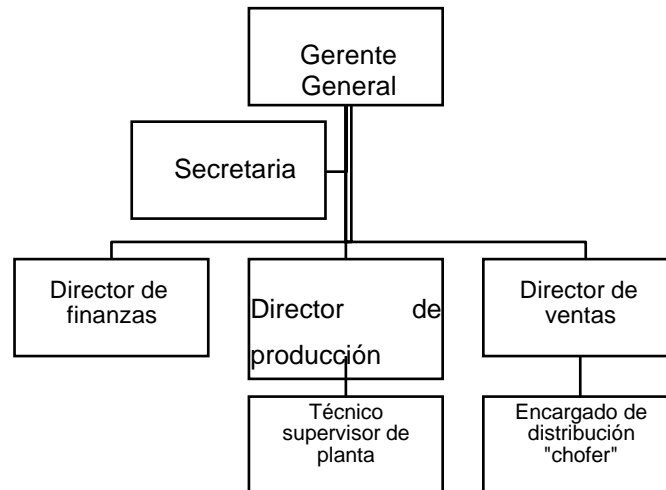 Gerente
General
Secretaria
Director de
finanzas
Director de
producción
Director de
ventas
Técnico
supervisor de
planta
Encargado de
distribución
"chofer"